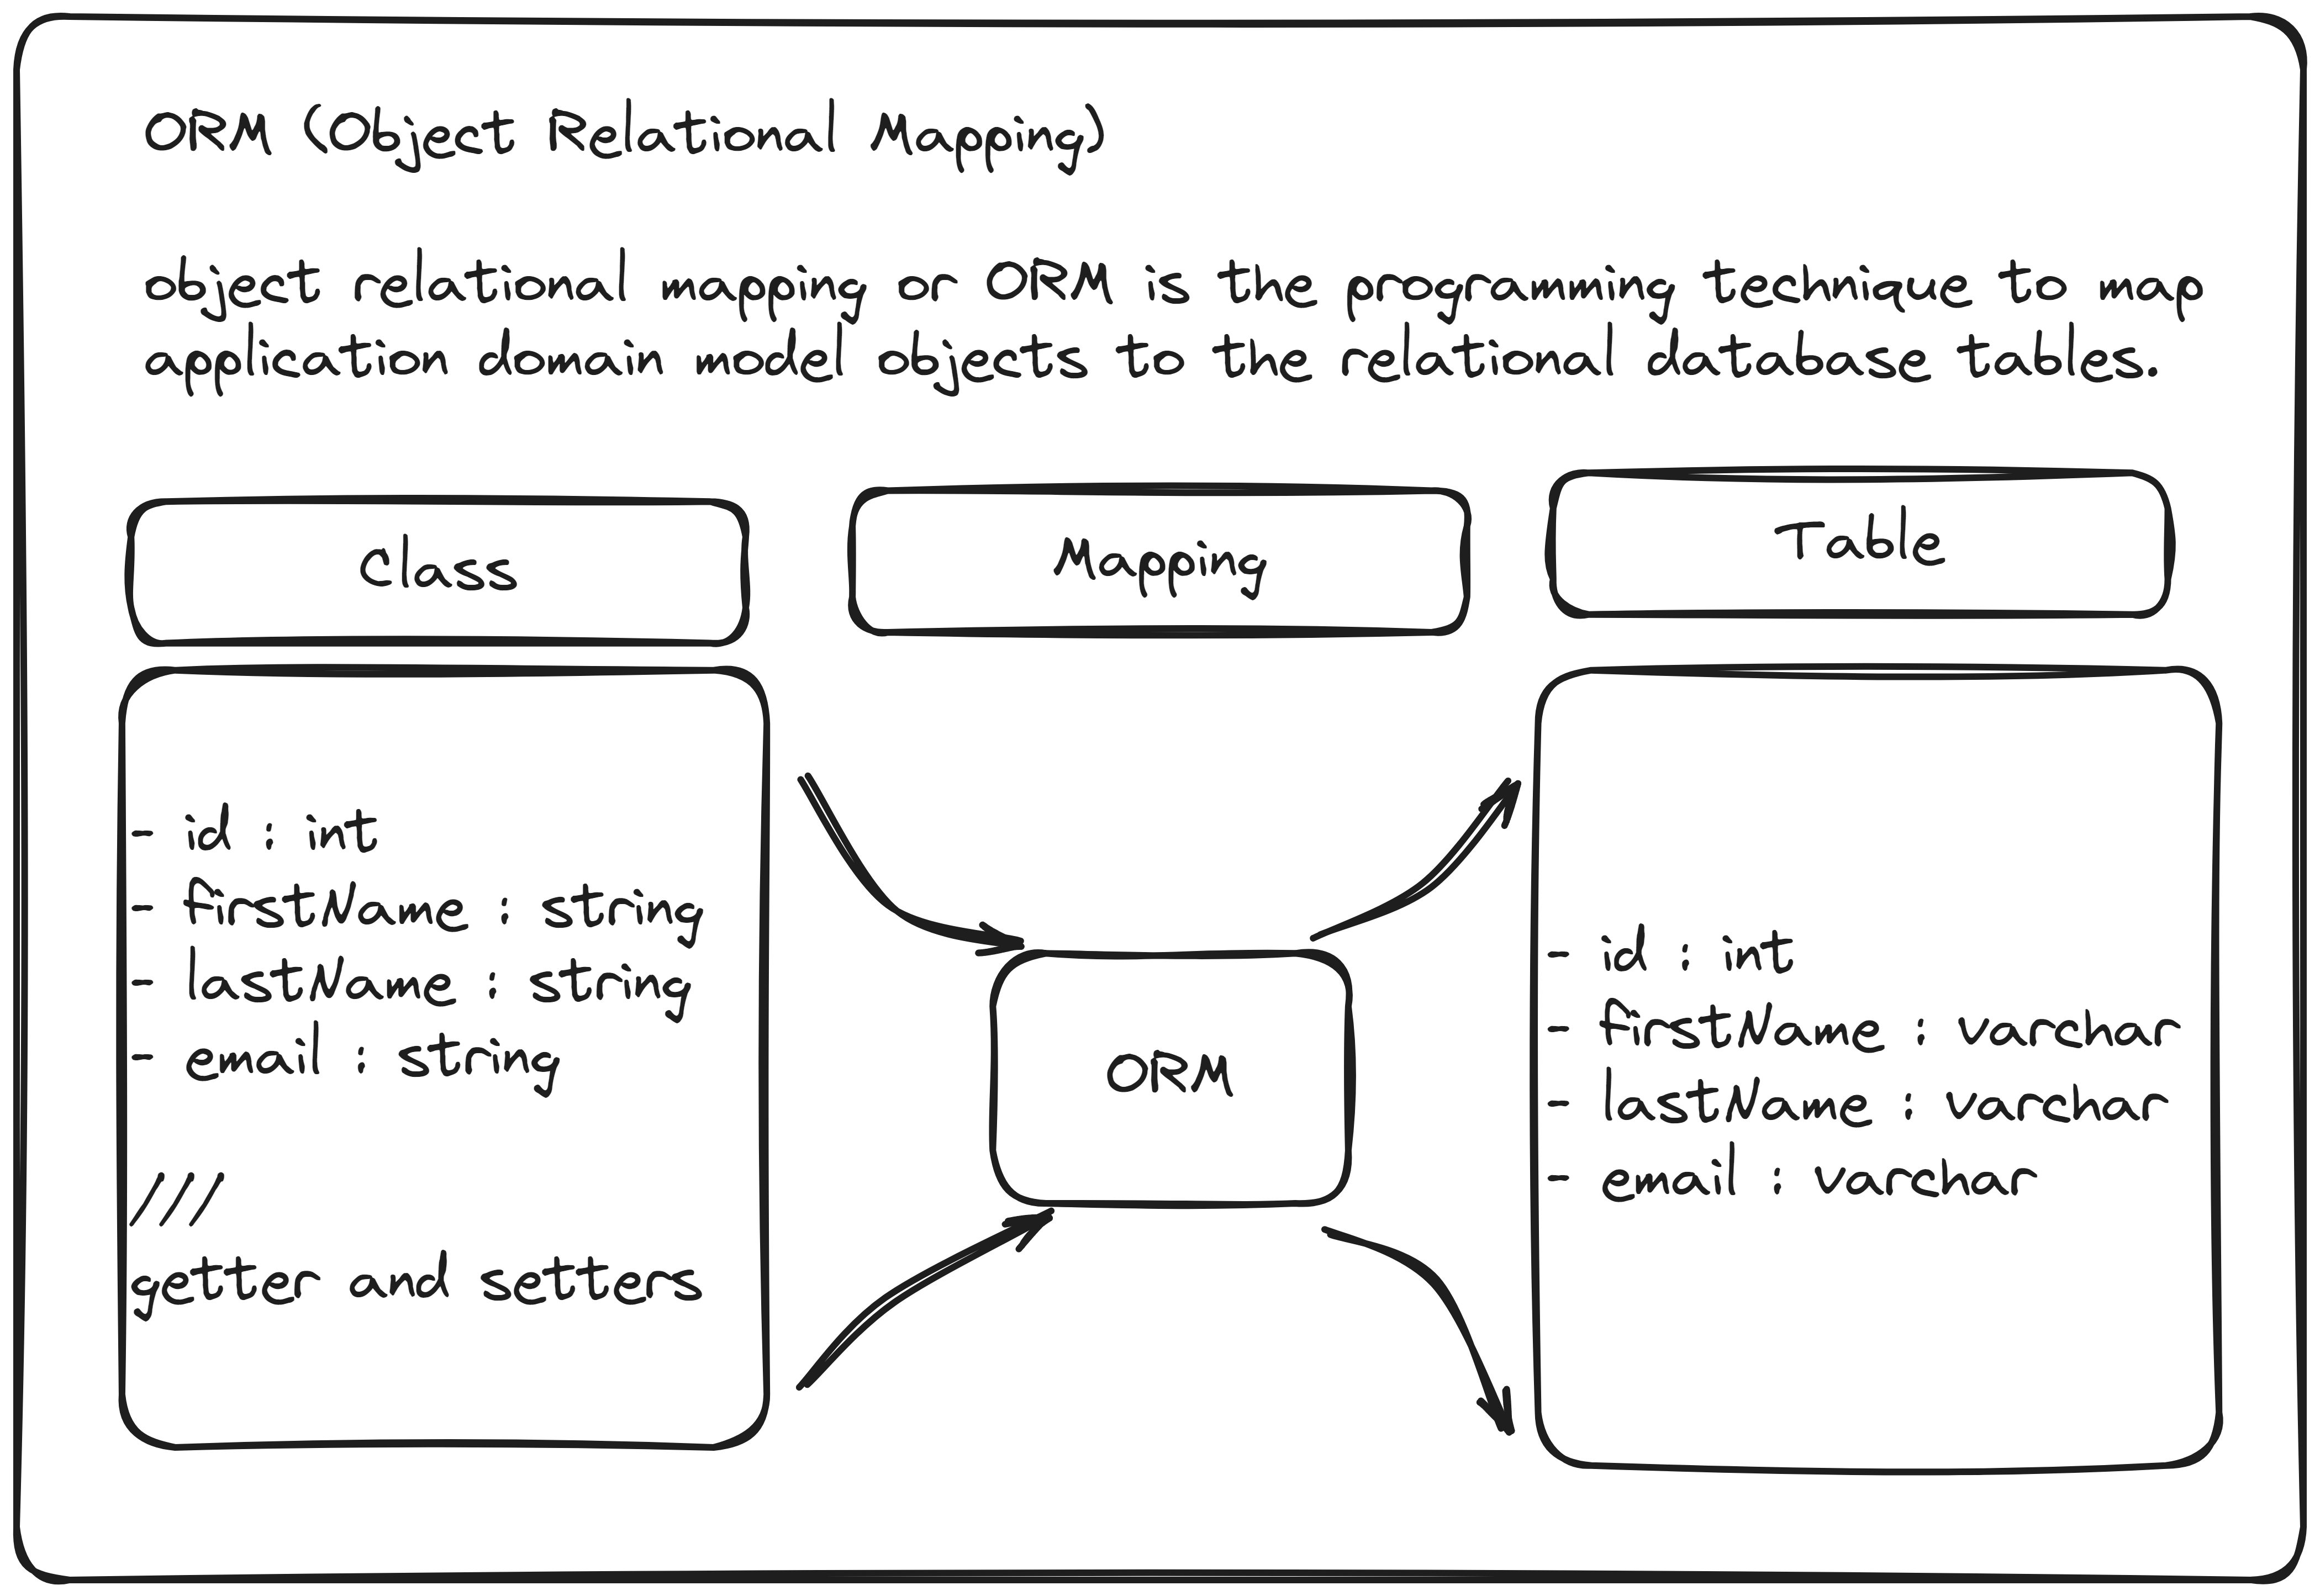 ORM (Object Relational Mapping)
object relational mapping or ORM is the programming technique to map
application domain model objects to the relational database tables.
Class
Mapping
Table
- id : int
- firstName : string
- lastName : string
- email : string
////
getter and setters
ORM
- id : int
- firstName : varchar
- lastName : varchar
- email : varchar